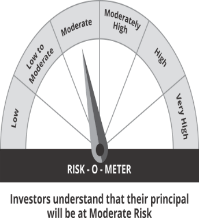 Low
Low to
Moderate
Moderate
Moderately
High
High
Very High
RISK - O - METER
Investors understand that their principal
will be at Moderate Risk